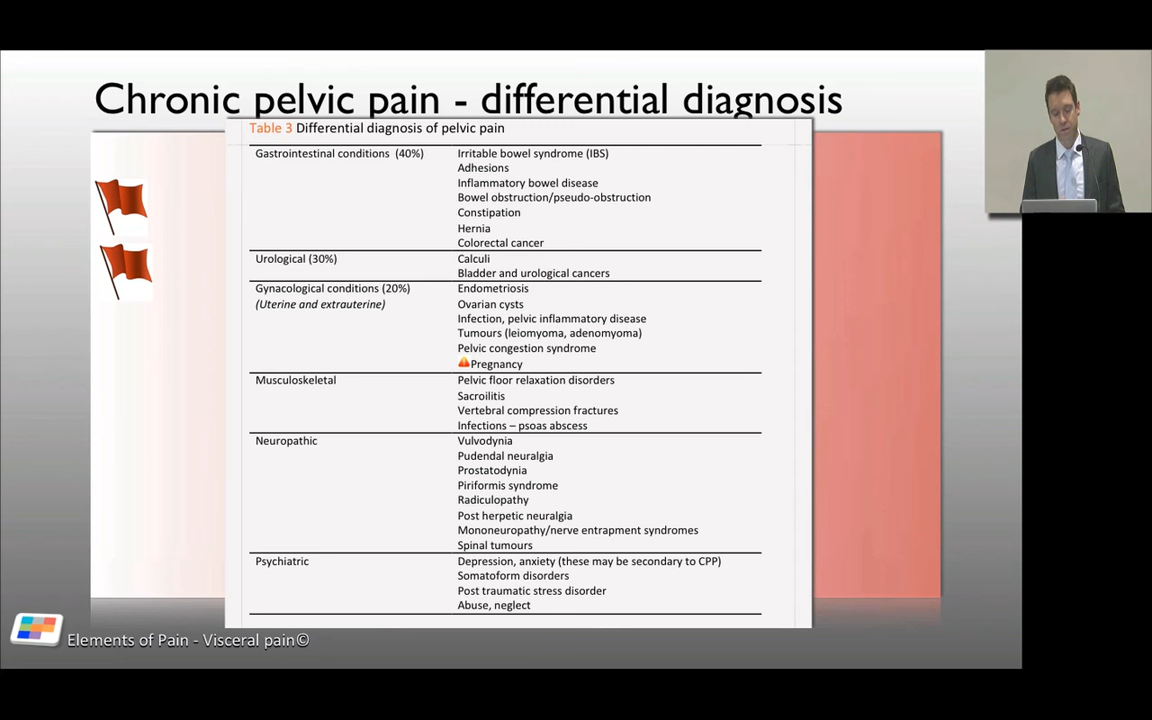 Chronic pelvic pain - differential diagnosis
Table 3 Differential diagnosis of pelvic pain
Gastrointestinal conditions (40%) Irritable bowel syndrome (IBS)
Adhesions
Inflammatory bowel disease
Bowel obstruction/pseudo-obstruction
Constipation
Hernia
Colorectal cancer
Urological (30%) Calculi
Bladder and urological cancers
Gynacological conditions (20%) Endometriosis
(Uterine and extrauterine) Ovarian cysts
Infection, pelvic inflammatory disease
Tumours (leiomyoma, adenomyoma)
Pelvic congestion syndrome
Pregnancy
Musculoskeletal Pelvic floor relaxation disorders
Sacroilitis
Vertebral compression fractures
Infections – psoas abscess
Neuropathic Vulvodynia
Pudendal neuralgia
Prostatodynia
Piriformis syndrome
Radiculopathy
Post herpetic neuralgia
Mononeuropathy/nerve entrapment syndromes
Spinal tumours
Psychiatric Depression, anxiety (these may be secondary to CPP)
Somatoform disorders
Post traumatic stress disorder
Abuse, neglect
Elements of Pain - Visceral pain©